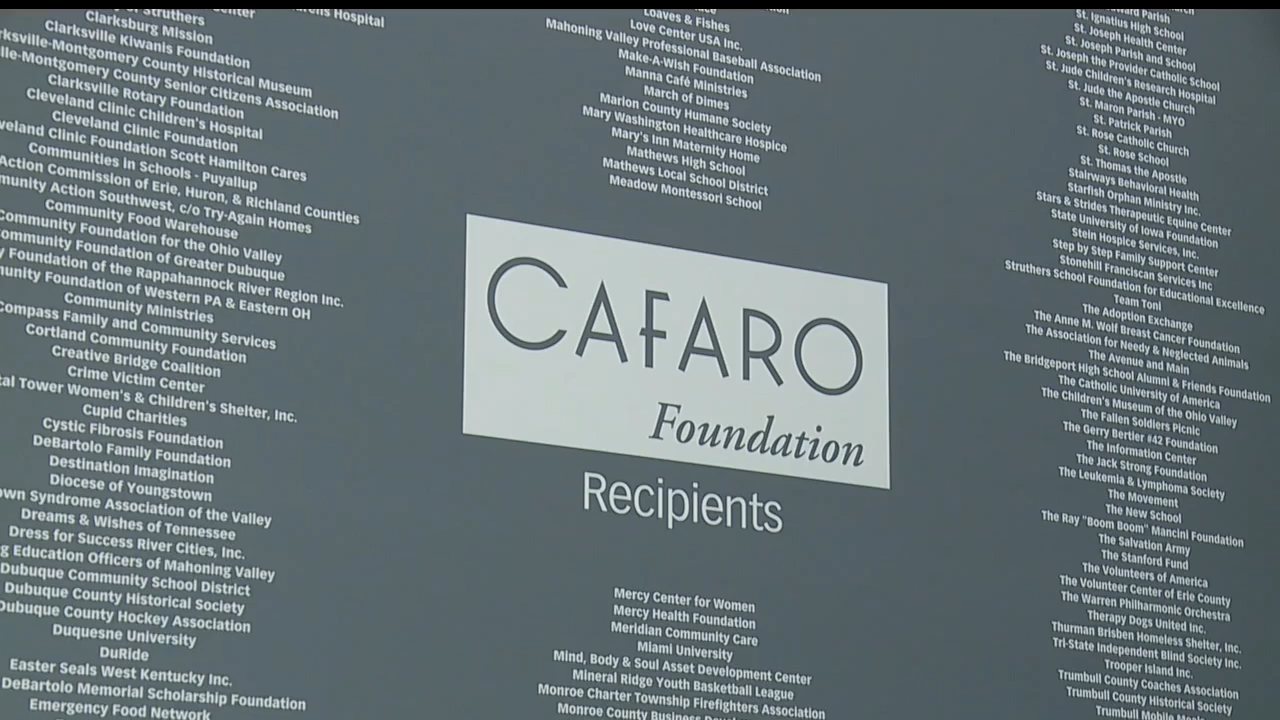 Struthers
Clarksburg Mission
Clarksville Kiwanis Foundation
Montgomery County Historical Museum
Montgomery County Senior Citizens Association
Clarksville Rotary Foundation
Cleveland Clinic Children's Hospital
Cleveland Clinic Foundation
Clinic Foundation Scott Hamilton Cares
Communities In Schools - Puyallup
Action Commission of Erie, Huron, & Richland Counties
Action Southwest, c/o Try-Again Homes
Community Food Warehouse
Community Foundation for the Ohio Valley
Community Foundation of Greater Dubuque
Foundation of the Rappahannock River Region Inc.
Foundation of Western PA & Eastern OH
Community Ministries
Compass Family and Community Services
Cortland Community Foundation
Creative Bridge Coalition
Crime Victim Center
Tower Women's & Children's Shelter, Inc.
Cupid Charities
Cystic Fibrosis Foundation
DeBartolo Family Foundation
Destination Imagination
Diocese of Youngstown
Syndrome Association of the Valley
Dreams & Wishes of Tennessee
Dress for Success River Cities, Inc.
Education Officers of Mahoning Valley
Dubuque Community School District
Dubuque County Historical Society
Dubuque County Hockey Association
Duquesne University
DuRide
Easter Seals West Kentucky Inc.
DeBartolo Memorial Scholarship Foundation
Emergency Food Network
Hospital
Loaves & Fishes
Love Center USA Inc.
Mahoning Valley Professional Baseball Association
Make-A-Wish Foundation
Manna Café Ministries
March of Dimes
Marion County Humane Society
Mary Washington Healthcare Hospice
Mary's Inn Maternity Home
Mathews High School
Mathews Local School District
Meadow Montessori School
CAFARO
Foundation
Recipients
Mercy Center for Women
Mercy Health Foundation
Meridian Community Care
Miami University
Mind, Body & Soul Asset Development Center
Mineral Ridge Youth Basketball League
Monroe Charter Township Firefighters Association
Monroe County Business
Parish
St. Ignatius High School
St. Joseph Health Center
St. Joseph Parish and School
St. Joseph the Provider Catholic School
St. Jude Children's Research Hospital
St. Jude the Apostle Church
St. Maron Parish - MYO
St. Patrick Parish
St. Rose Catholic Church
St. Rose School
St. Thomas the Apostle
Stairways Behavioral Health
Starfish Orphan Ministry Inc.
Stars & Strides Therapeutic Equine Center
State University of Iowa Foundation
Stein Hospice Services, Inc.
Step by Step Family Support Center
Stonehill Franciscan Services Inc
Struthers School Foundation for Educational Excellence
Team Toni
The Adoption Exchange
The Anne M. Wolf Breast Cancer Foundation
The Association for Needy & Neglected Animals
The Avenue and Main
The Bridgeport High School Alumni & Friends Foundation
The Catholic University of America
The Children's Museum of the Ohio Valley
The Fallen Soldiers Picnic
The Gerry Bertier #42 Foundation
The Information Center
The Jack Strong Foundation
The Leukemia & Lymphoma Society
The Movement
The New School
The Ray "Boom Boom" Mancini Foundation
The Salvation Army
The Stanford Fund
The Volunteers of America
The Volunteer Center of Erie County
The Warren Philharmonic Orchestra
Therapy Dogs United Inc.
Thurman Brisben Homeless Shelter, Inc.
Tri-State Independent Blind Society Inc.
Trooper Island Inc.
Trumbull County Coaches Association
Trumbull County Historical Society
Trumbull Mobile Meals